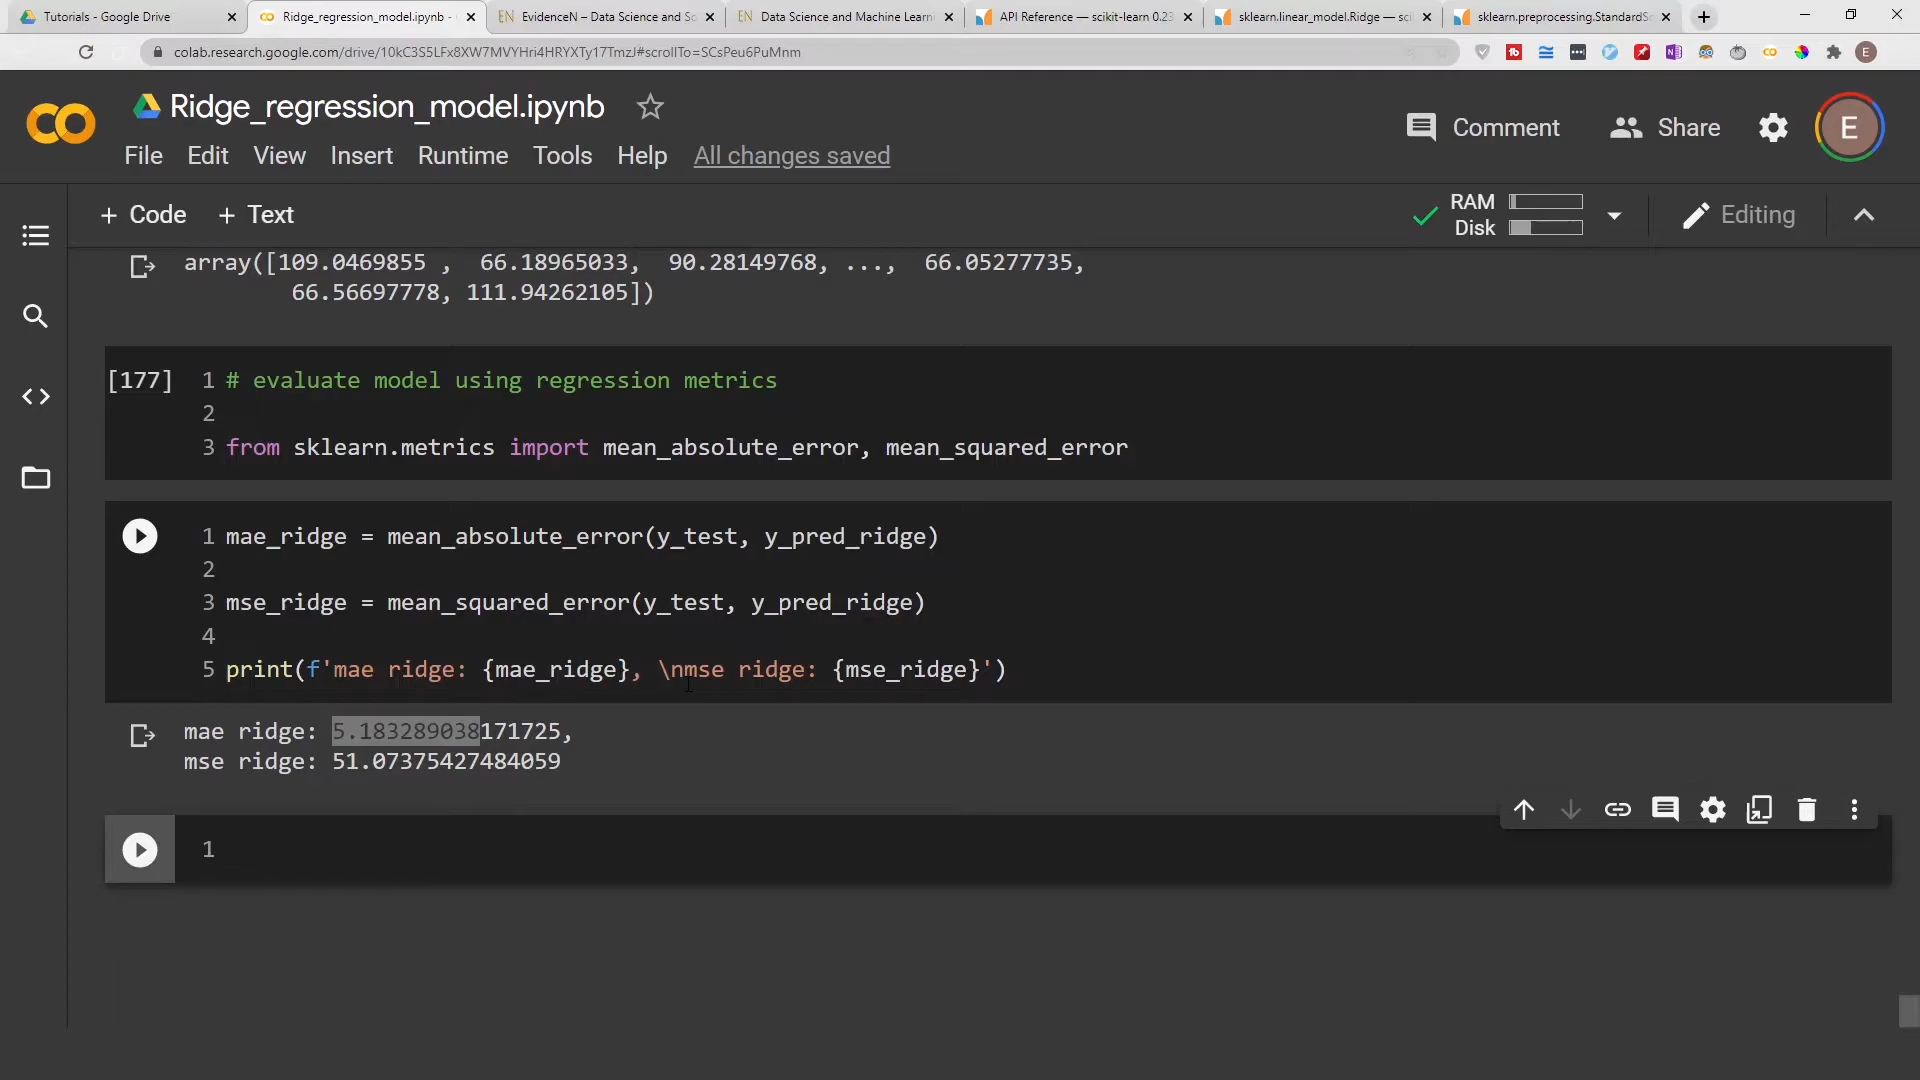 Tutorials - Google Drive
Ridge_regression_model.ipynb -
EvidenceN – Data Science and Sc
Data Science and Machine Learni
API Reference — scikit-learn 0.23
sklearn.linear_model.Ridge — sci
sklearn.preprocessing.StandardS
colab.research.google.com/drive/10kC3S5LFx8XW7MVYHri4HRYXTy17TmzJ#scrollTo=SCsPeu6PuMnm
E
Ridge_regression_model.ipynb
Comment
Share
E
File Edit View Insert Runtime Tools Help All changes saved
+ Code + Text
RAM
Disk
Editing
array([109.0469855 , 66.18965033, 90.28149768, ..., 66.05277735,
66.56697778, 111.94262105])
[177] 1 # evaluate model using regression metrics
2
3 from sklearn.metrics import mean_absolute_error, mean_squared_error
1 mae_ridge = mean_absolute_error(y_test, y_pred_ridge)
2
3 mse_ridge = mean_squared_error(y_test, y_pred_ridge)
4
5 print(f'mae ridge: {mae_ridge}, \nmse ridge: {mse_ridge}')
mae ridge: 5.183289038171725,
mse ridge: 51.07375427484059
1